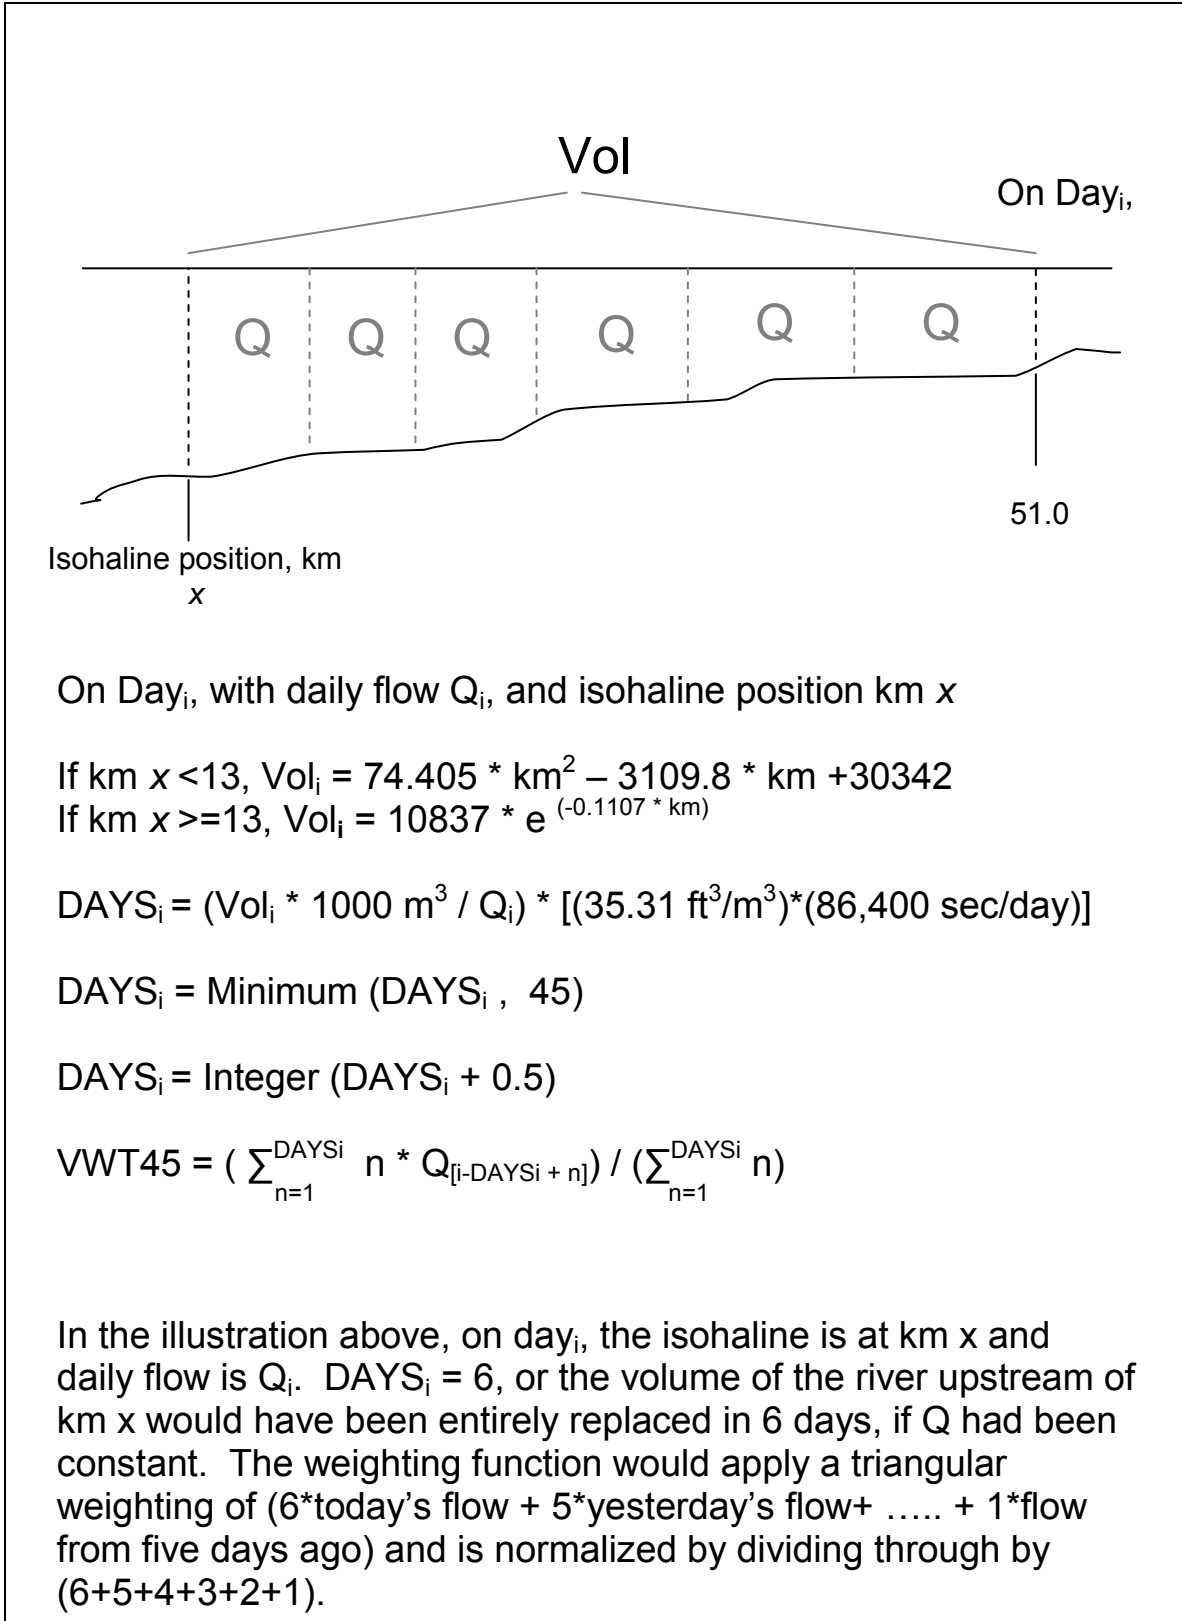 Vol
On Dayᵢ,
Q Q Q Q Q Q
51.0
Isohaline position, km
x
On Dayᵢ, with daily flow Qᵢ, and isohaline position km x
If km x <13, Volᵢ = 74.405 * km² – 3109.8 * km +30342
If km x >=13, Volᵢ = 10837 * e ^(-0.1107 * km)
DAYSᵢ = (Volᵢ * 1000 m³ / Qᵢ) * [(35.31 ft³/m³)*(86,400 sec/day)]
DAYSᵢ = Minimum (DAYSᵢ , 45)
DAYSᵢ = Integer (DAYSᵢ + 0.5)
VWT45 = ( ∑_{n=1}^{DAYSi} n * Q_{[i-DAYSi + n]}) / (∑_{n=1}^{DAYSi} n)
In the illustration above, on dayᵢ, the isohaline is at km x and
daily flow is Qᵢ. DAYSᵢ = 6, or the volume of the river upstream of
km x would have been entirely replaced in 6 days, if Q had been
constant. The weighting function would apply a triangular
weighting of (6*today's flow + 5*yesterday's flow+ ….. + 1*flow
from five days ago) and is normalized by dividing through by
(6+5+4+3+2+1).